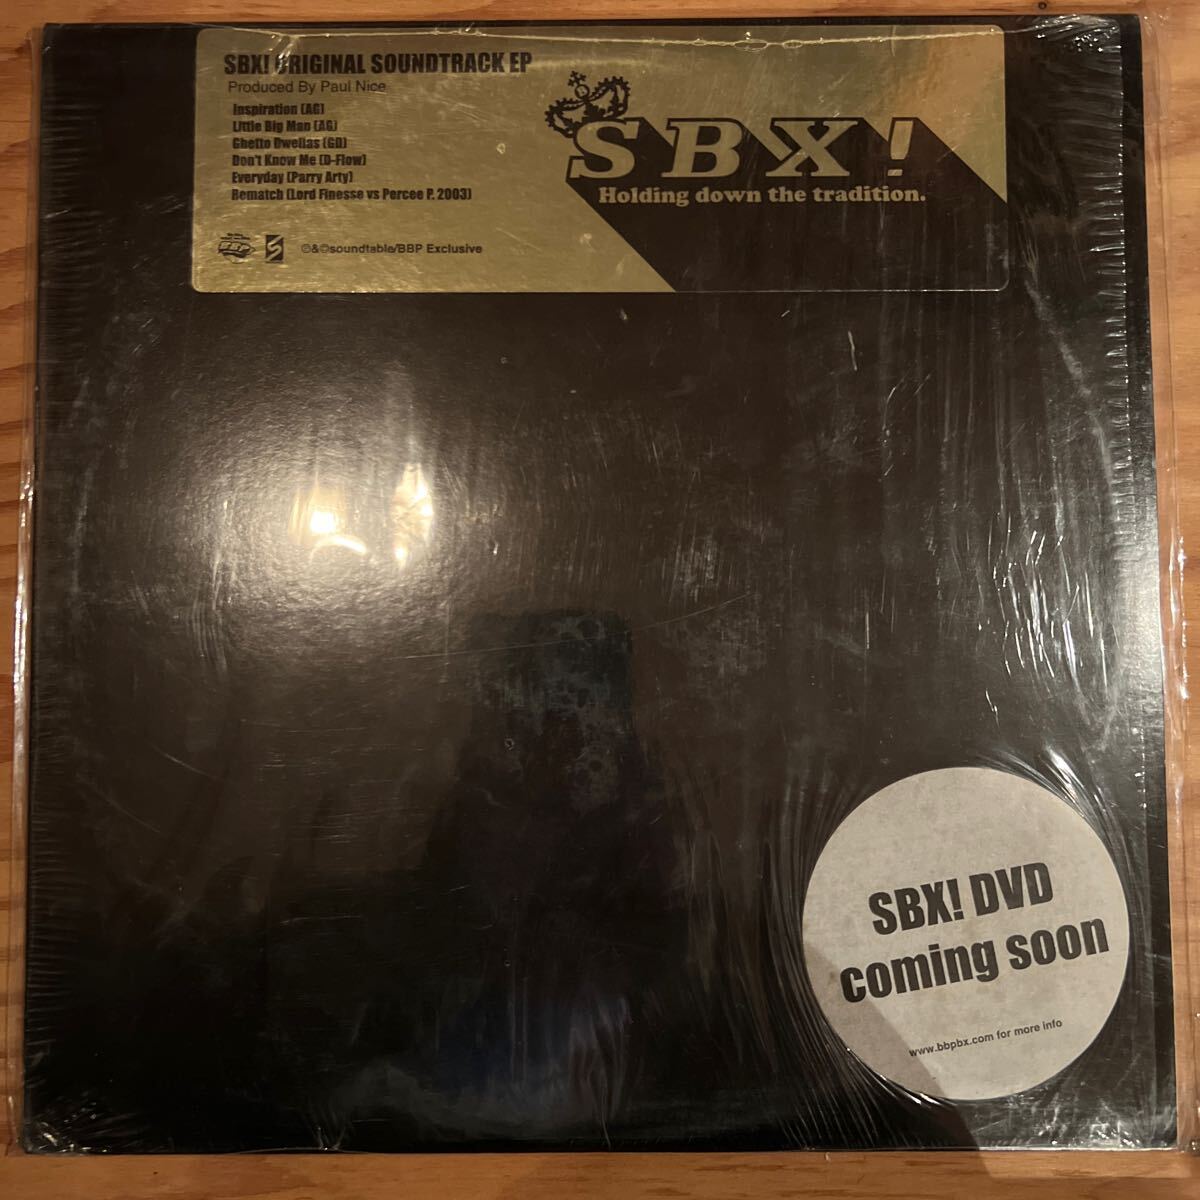 SBX! ORIGINAL SOUNDTRACK EP
Produced By Paul Nice
Inspiration (AG)
Little Big Man (AG)
Ghetto Dwellas (GD)
Don't Know Me (D-Flow)
Everyday (Parry Arty)
Rematch (Lord Finesse vs Percee P. 2003)
BBP
S
℗&©soundtable/BBP Exclusive
SBX!
Holding down the tradition.
SBX! DVD
coming soon
www.bbpbx.com for more info